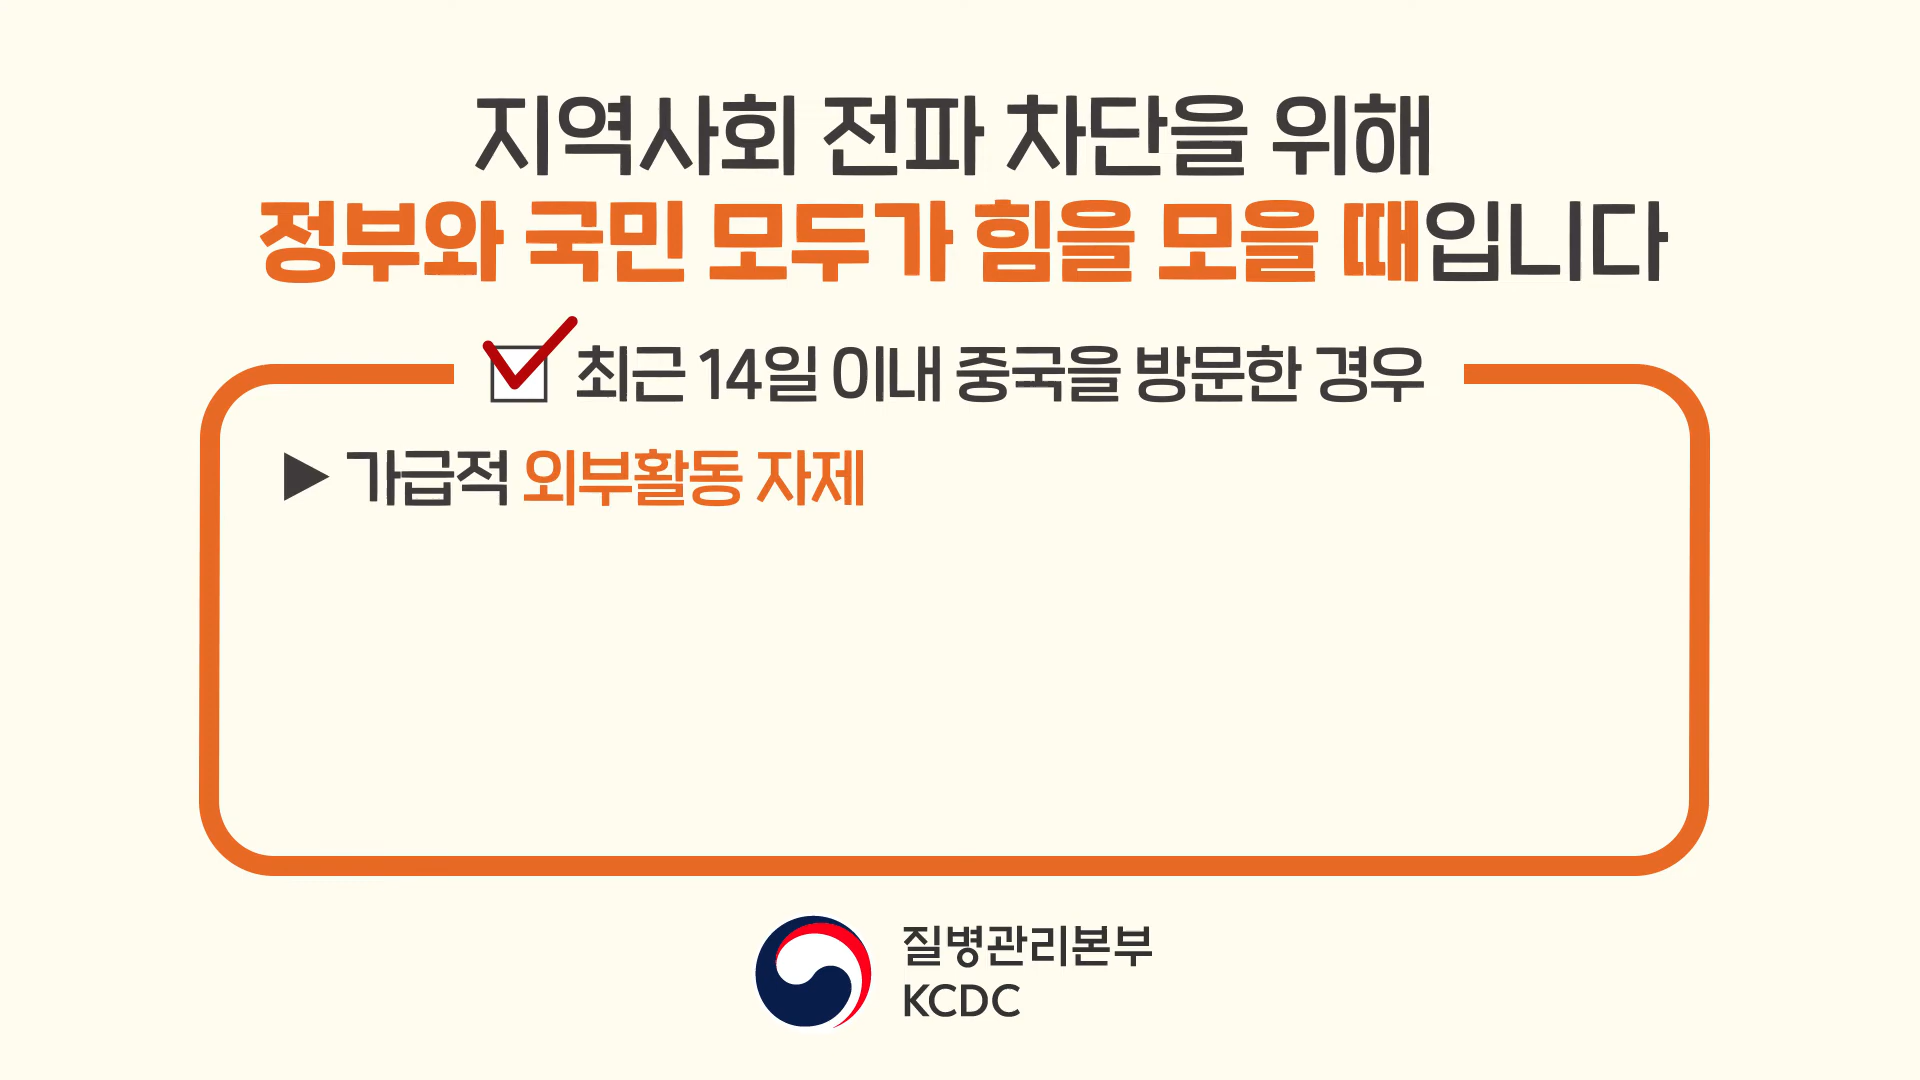 지역사회 전파 차단을 위해
정부와 국민 모두가 힘을 모을 때입니다
최근 14일 이내 중국을 방문한 경우
▶ 가급적 외부활동 자제
질병관리본부
KCDC